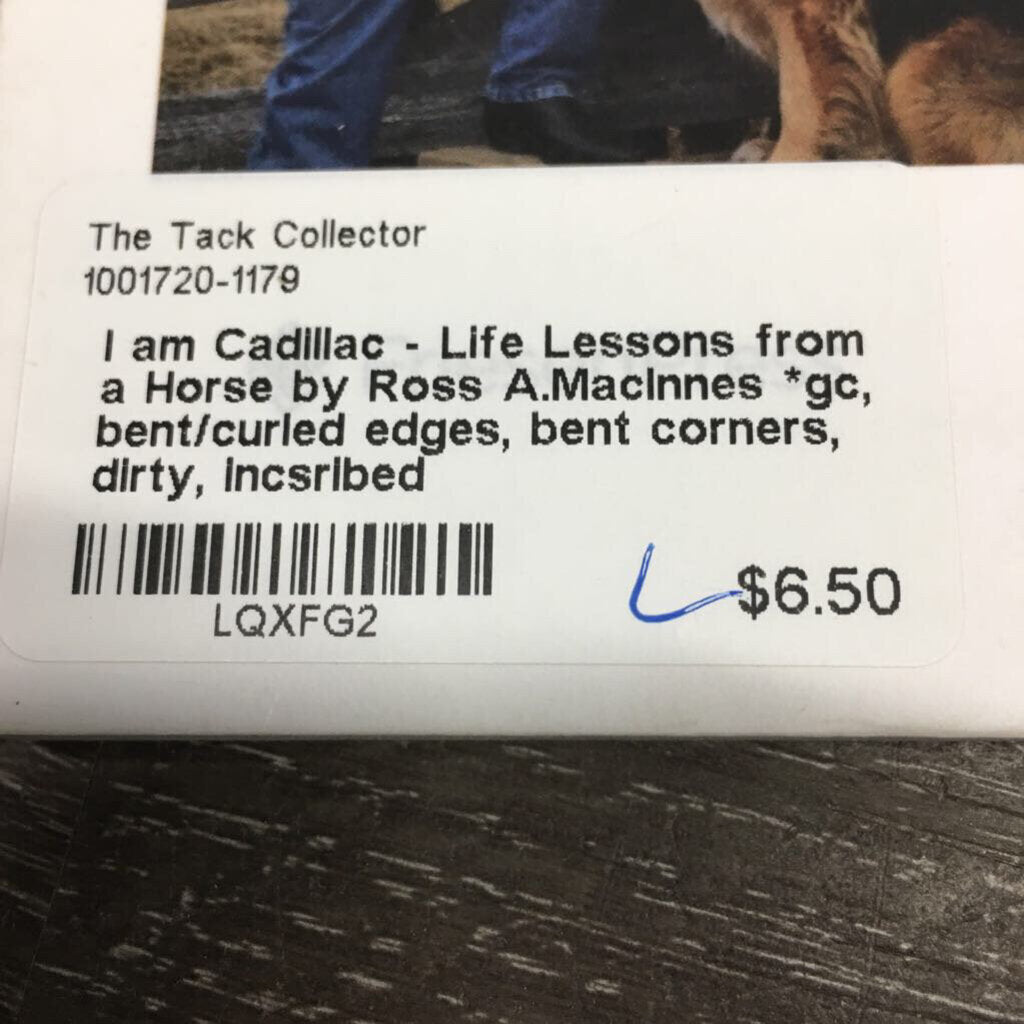 The Tack Collector
1001720-1179
I am Cadillac - Life Lessons from
a Horse by Ross A.MacInnes *gc,
bent/curled edges, bent corners,
dirty, incsribed
LQXFG2
$6.50